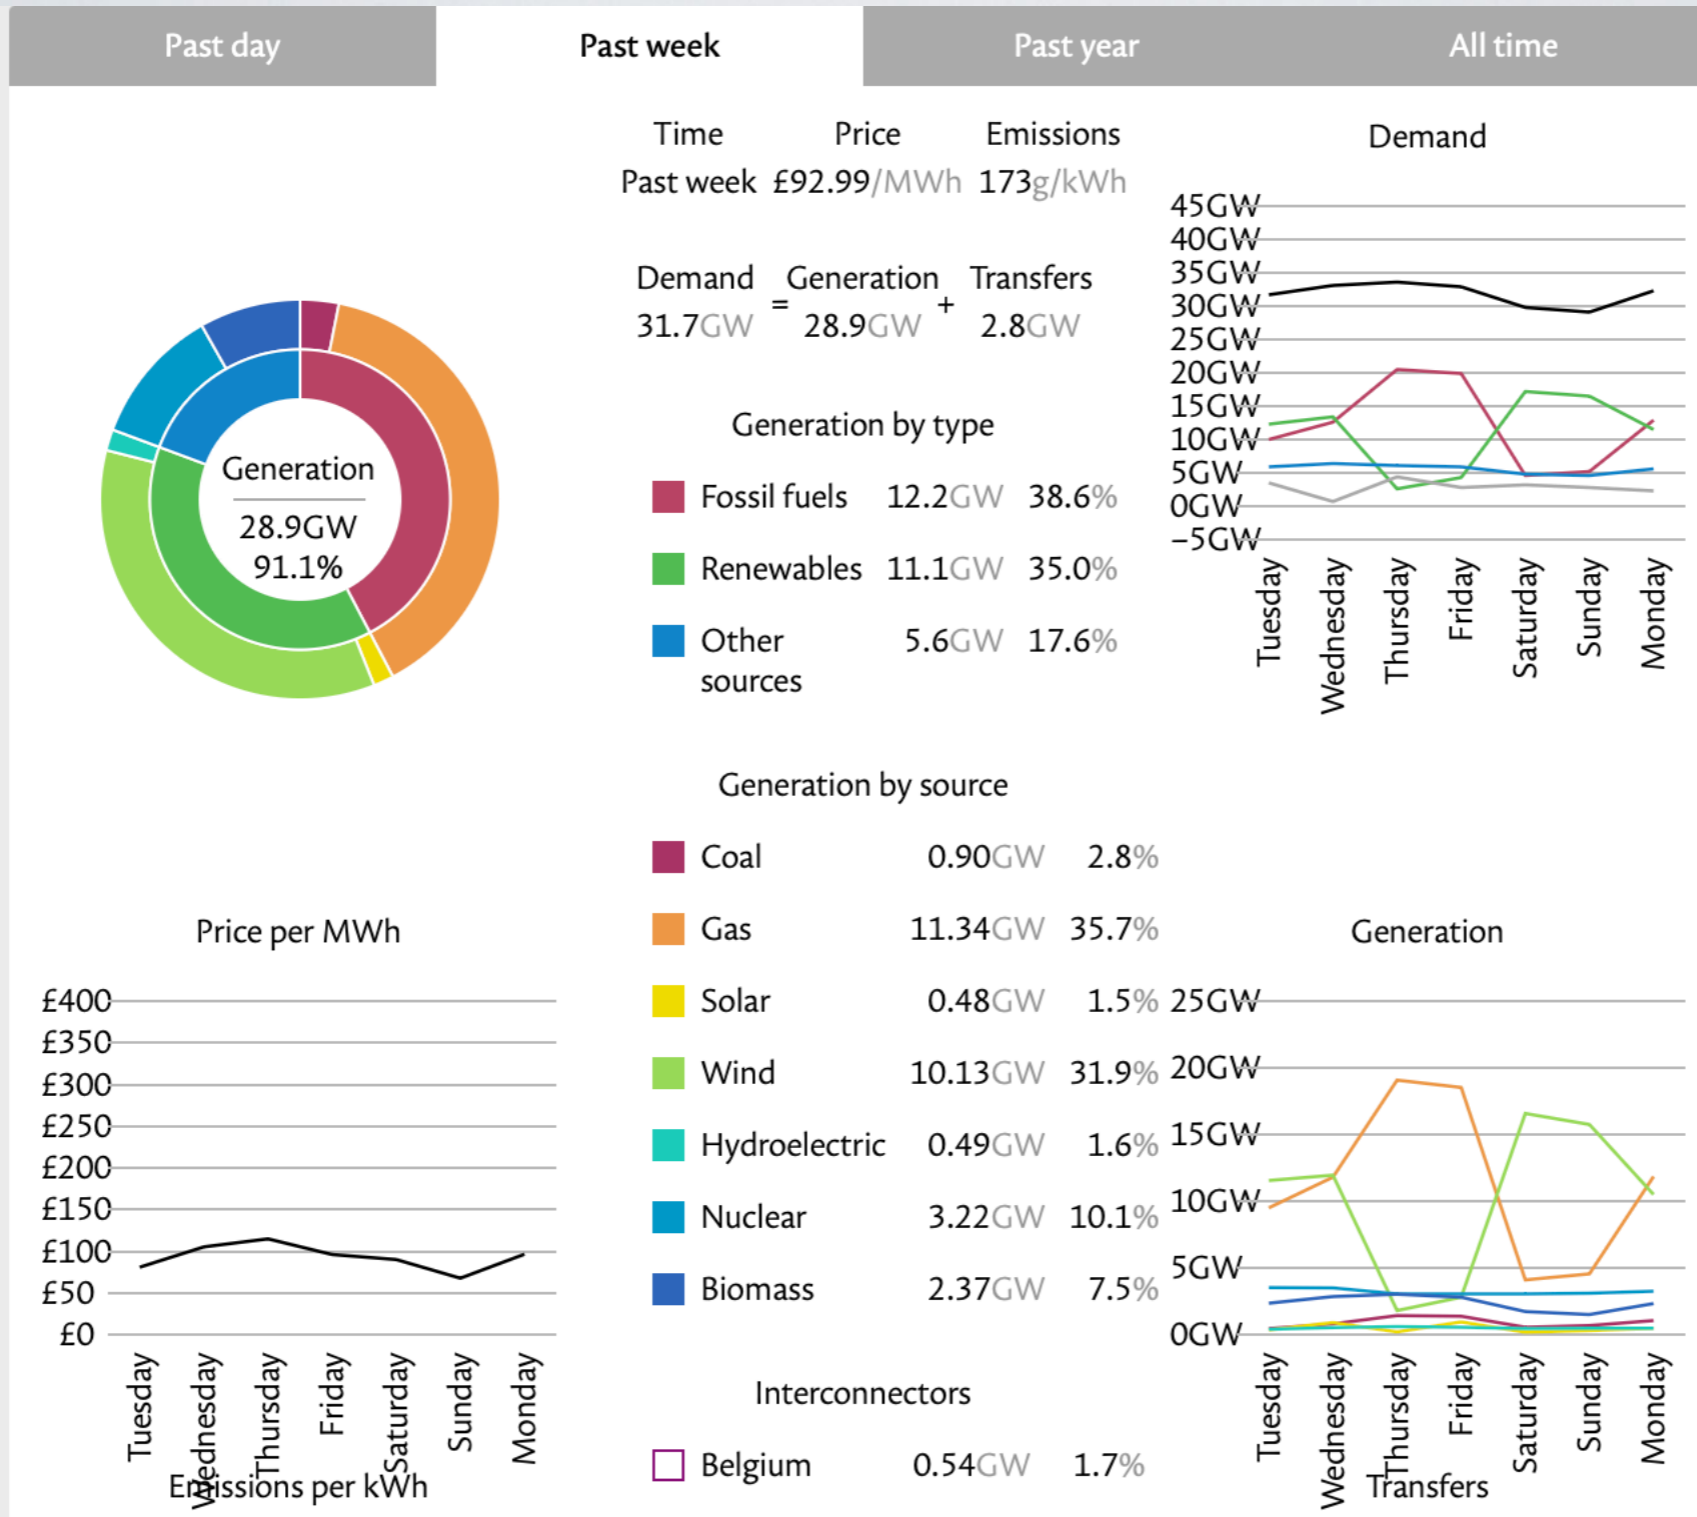 Past day
Past week
Past year
All time
Time Price Emissions
Past week £92.99/MWh 173g/kWh
Demand = Generation + Transfers
31.7GW 28.9GW 2.8GW
Generation
28.9GW
91.1%
Generation by type
Fossil fuels 12.2GW 38.6%
Renewables 11.1GW 35.0%
Other sources 5.6GW 17.6%
Generation by source
Coal 0.90GW 2.8%
Gas 11.34GW 35.7%
Solar 0.48GW 1.5%
Wind 10.13GW 31.9%
Hydroelectric 0.49GW 1.6%
Nuclear 3.22GW 10.1%
Biomass 2.37GW 7.5%
Interconnectors
Belgium 0.54GW 1.7%
Demand
45GW
40GW
35GW
30GW
25GW
20GW
15GW
10GW
5GW
0GW
−5GW
Tuesday
Wednesday
Thursday
Friday
Saturday
Sunday
Monday
Price per MWh
£400
£350
£300
£250
£200
£150
£100
£50
£0
Tuesday
Wednesday
Thursday
Friday
Saturday
Sunday
Monday
Emissions per kWh
Generation
25GW
20GW
15GW
10GW
5GW
0GW
Tuesday
Wednesday
Thursday
Friday
Saturday
Sunday
Monday
Transfers